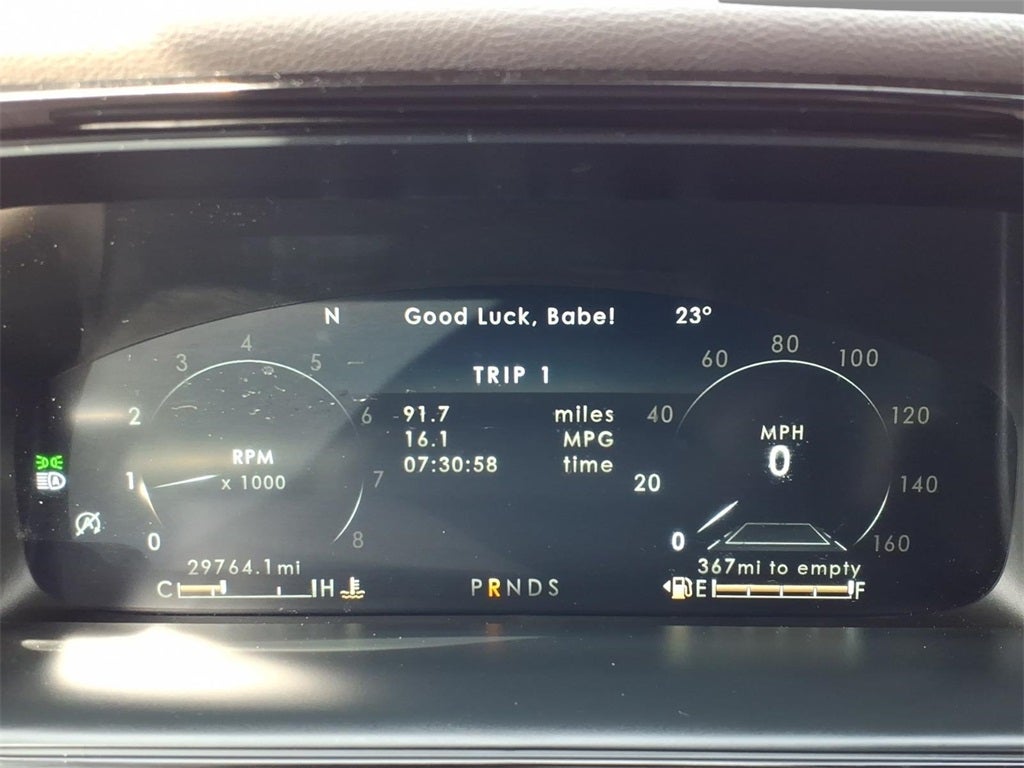 N Good Luck, Babe! 23°
TRIP 1
91.7 miles
16.1 MPG
07:30:58 time
0 1 2 3 4 5 6 7 8
RPM
x 1000
0 20 40 60 80 100 120 140 160
MPH
0
29764.1mi
C H
PRNDS
367mi to empty
E F
A
A